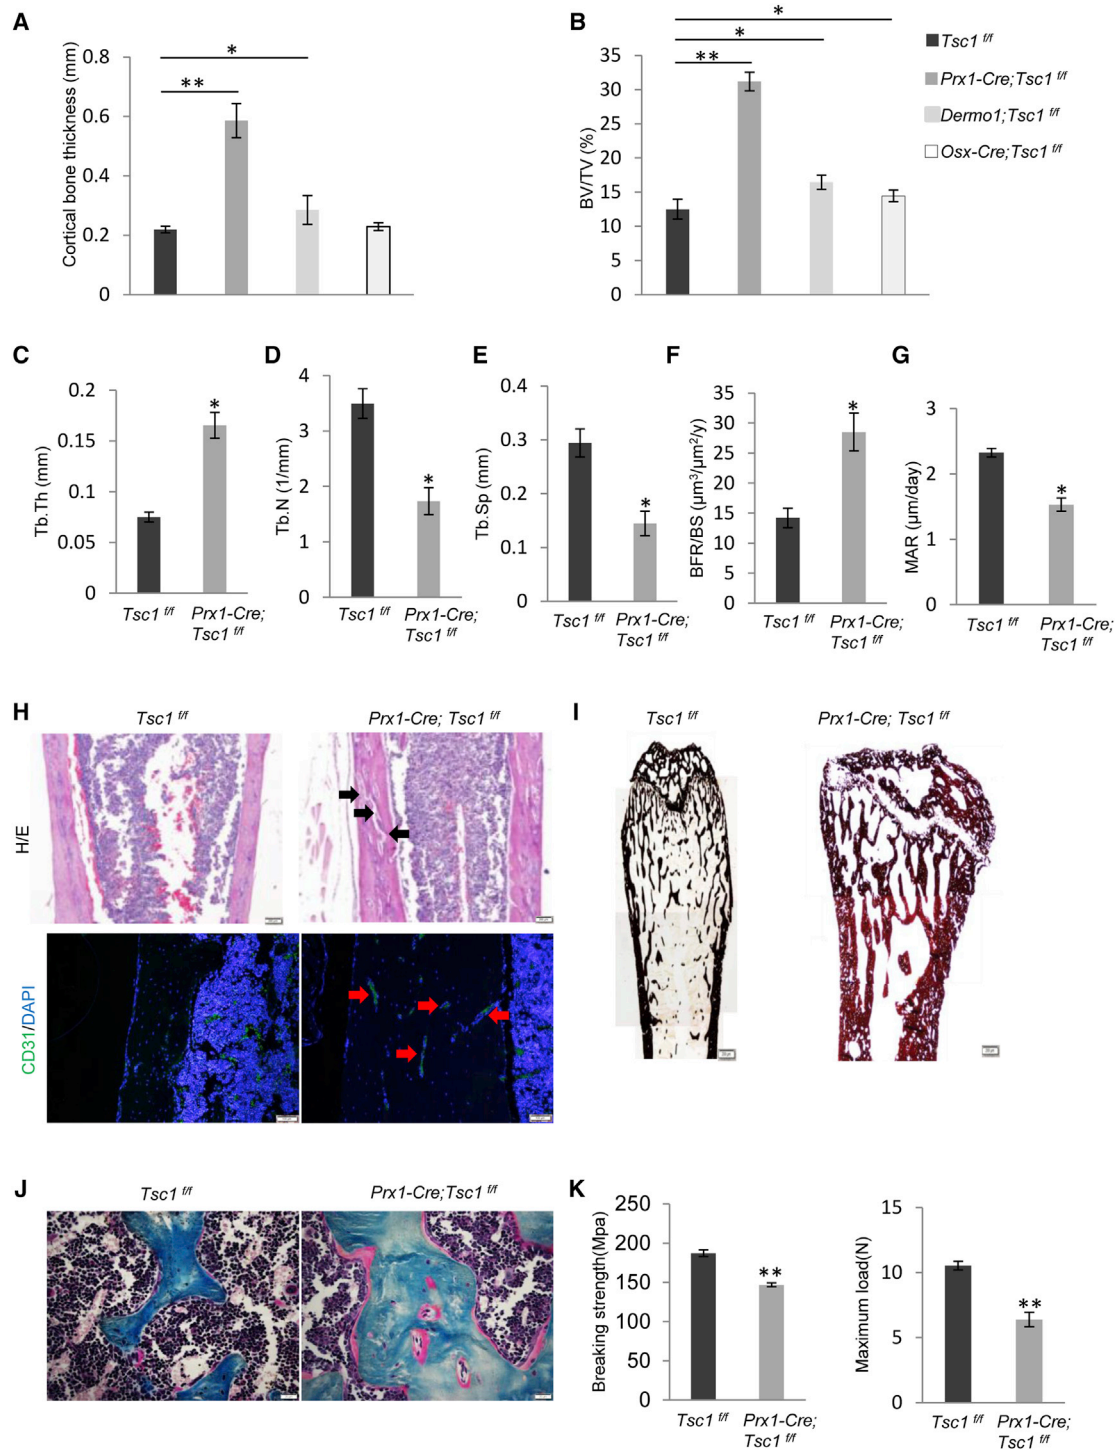 A
Cortical bone thickness (mm)
0.8
0.6
0.4
0.2
0
**
*
B
BV/TV (%)
35
30
25
20
15
10
5
0
**
*
*
Tsc1 f/f
Prx1-Cre;Tsc1 f/f
Dermo1;Tsc1 f/f
Osx-Cre;Tsc1 f/f
C
Tb.Th (mm)
0.2
0.15
0.1
0.05
0
*
Tsc1 f/f
Prx1-Cre;
Tsc1 f/f
D
Tb.N (1/mm)
4
3
2
1
0
*
Tsc1 f/f
Prx1-Cre;
Tsc1 f/f
E
Tb.Sp (mm)
0.4
0.3
0.2
0.1
0
*
Tsc1 f/f
Prx1-Cre;
Tsc1 f/f
F
BFR/BS (µm³/µm²/y)
35
30
25
20
15
10
5
0
*
Tsc1 f/f
Prx1-Cre;
Tsc1 f/f
G
MAR (µm/day)
3
2
1
0
*
Tsc1 f/f
Prx1-Cre;
Tsc1 f/f
H
Tsc1 f/f
Prx1-Cre; Tsc1 f/f
H/E
CD31/DAPI
I
Tsc1 f/f
Prx1-Cre; Tsc1 f/f
J
Tsc1 f/f
Prx1-Cre;Tsc1 f/f
K
Breaking strength(Mpa)
250
200
150
100
50
0
**
Tsc1 f/f
Prx1-Cre;
Tsc1 f/f
Maximum load(N)
15
10
5
0
**
Tsc1 f/f
Prx1-Cre;
Tsc1 f/f